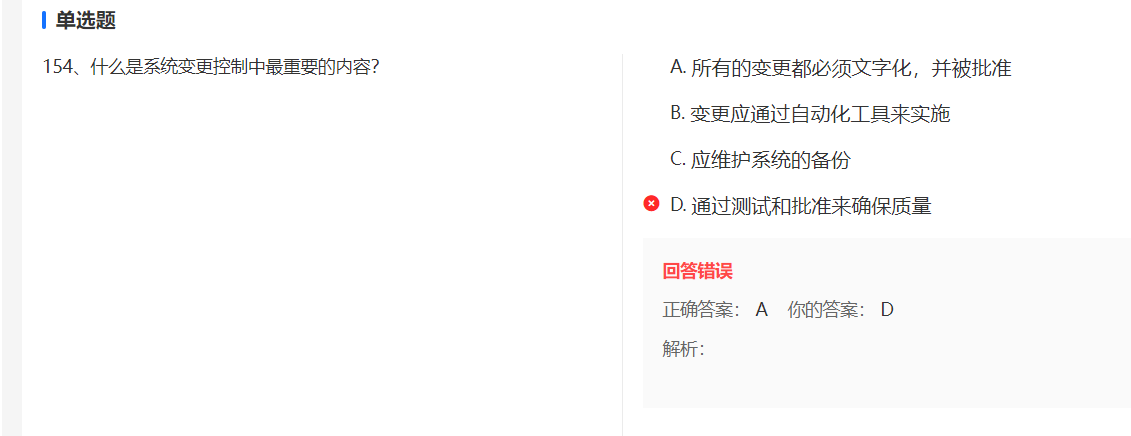 单选题
154、什么是系统变更控制中最重要的内容？
A. 所有的变更都必须文字化，并被批准
B. 变更应通过自动化工具来实施
C. 应维护系统的备份
D. 通过测试和批准来确保质量
回答错误
正确答案： A 你的答案： D
解析：